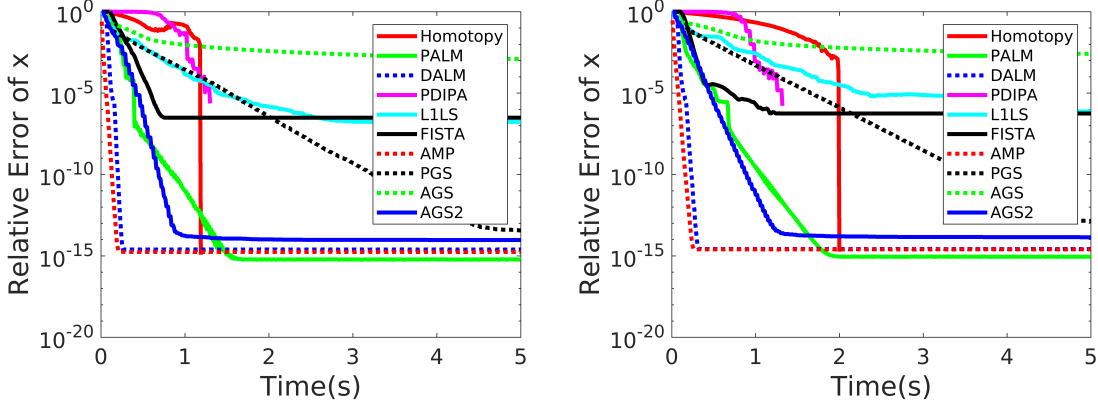 Relative Error of x
10^0
10^-5
10^-10
10^-15
10^-20
0 1 2 3 4 5
Time(s)
Homotopy
PALM
DALM
PDIPA
L1LS
FISTA
AMP
PGS
AGS
AGS2
Relative Error of x
10^0
10^-5
10^-10
10^-15
10^-20
0 1 2 3 4 5
Time(s)
Homotopy
PALM
DALM
PDIPA
L1LS
FISTA
AMP
PGS
AGS
AGS2